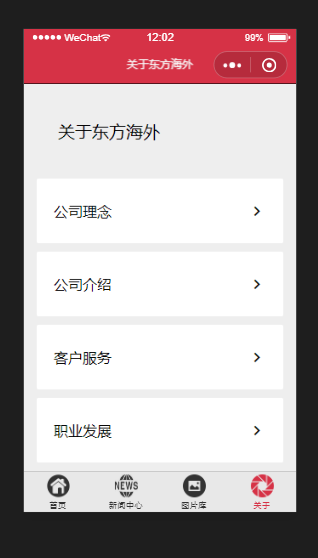 ●●●●● WeChat 12:02 99%
关于东方海外
关于东方海外
公司理念
公司介绍
客户服务
职业发展
NEWS
首页 新闻中心 图片库 关于